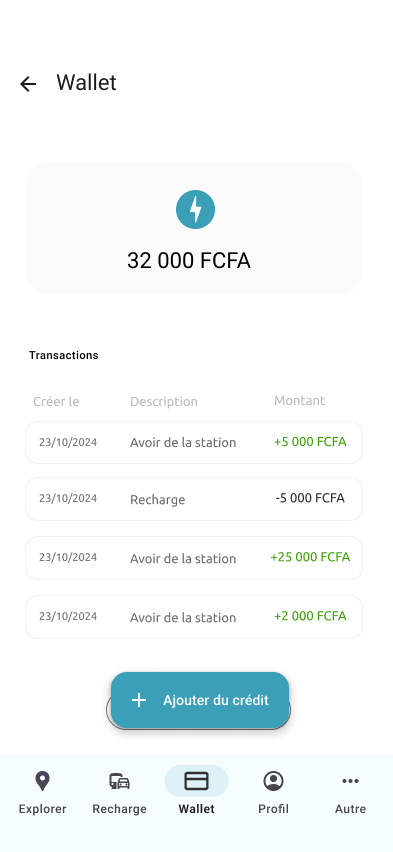 Wallet
32 000 FCFA
Transactions
Créer le Description Montant
23/10/2024 Avoir de la station +5 000 FCFA
23/10/2024 Recharge -5 000 FCFA
23/10/2024 Avoir de la station +25 000 FCFA
23/10/2024 Avoir de la station +2 000 FCFA
Ajouter du crédit
Explorer Recharge Wallet Profil Autre